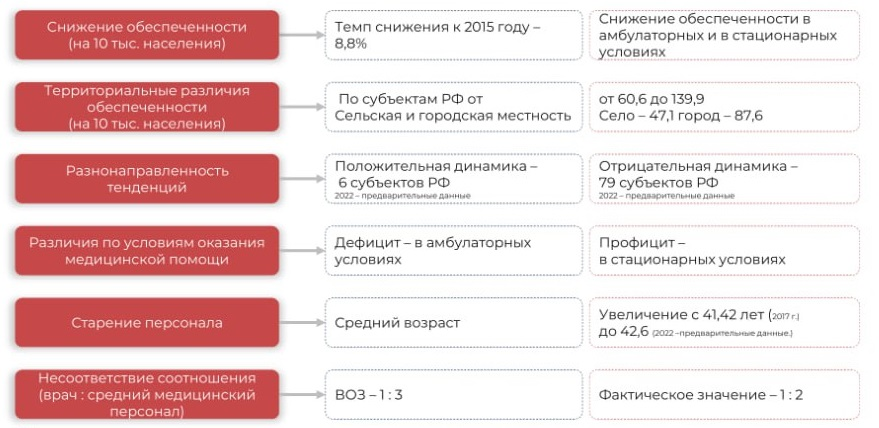 Снижение обеспеченности
(на 10 тыс. населения)
Темп снижения к 2015 году –
8,8%
Снижение обеспеченности в
амбулаторных и в стационарных
условиях
Территориальные различия
обеспеченности
(на 10 тыс. населения)
По субъектам РФ от
Сельская и городская местность
от 60,6 до 139,9
Село – 47,1 город – 87,6
Разнонаправленность
тенденций
Положительная динамика –
6 субъектов РФ
2022 – предварительные данные
Отрицательная динамика –
79 субъектов РФ
2022 – предварительные данные
Различия по условиям оказания
медицинской помощи
Дефицит – в амбулаторных
условиях
Профицит –
в стационарных условиях
Старение персонала
Средний возраст
Увеличение с 41,42 лет (2017 г.)
до 42,6 (2022 –предварительные данные.)
Несоответствие соотношения
(врач : средний медицинский
персонал)
ВОЗ – 1 : 3
Фактическое значение – 1 : 2